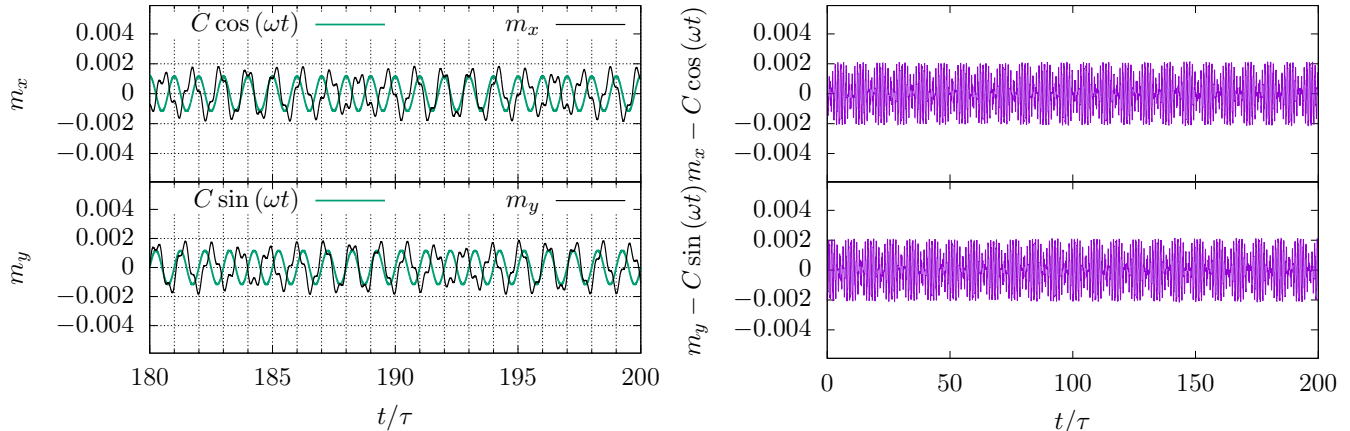 C cos (ωt)
m_x
0.004
0.002
0
−0.002
−0.004
m_x
C sin (ωt)
m_y
0.004
0.002
0
−0.002
−0.004
m_y
180 185 190 195 200
t/τ
m_x − C cos (ωt)
0.004
0.002
0
−0.002
−0.004
m_y − C sin (ωt)
0.004
0.002
0
−0.002
−0.004
0 50 100 150 200
t/τ